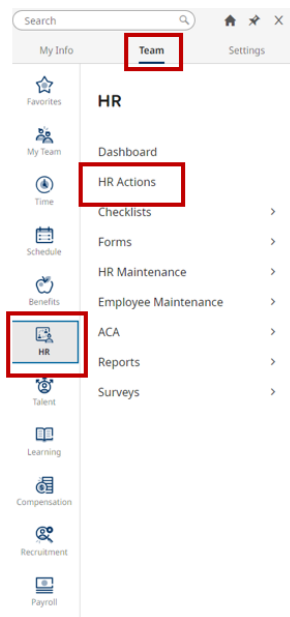 Search
X
My Info
Team
Settings
Favorites
My Team
Time
Schedule
Benefits
HR
Talent
Learning
Compensation
Recruitment
Payroll
HR
Dashboard
HR Actions
Checklists
Forms
HR Maintenance
Employee Maintenance
ACA
Reports
Surveys